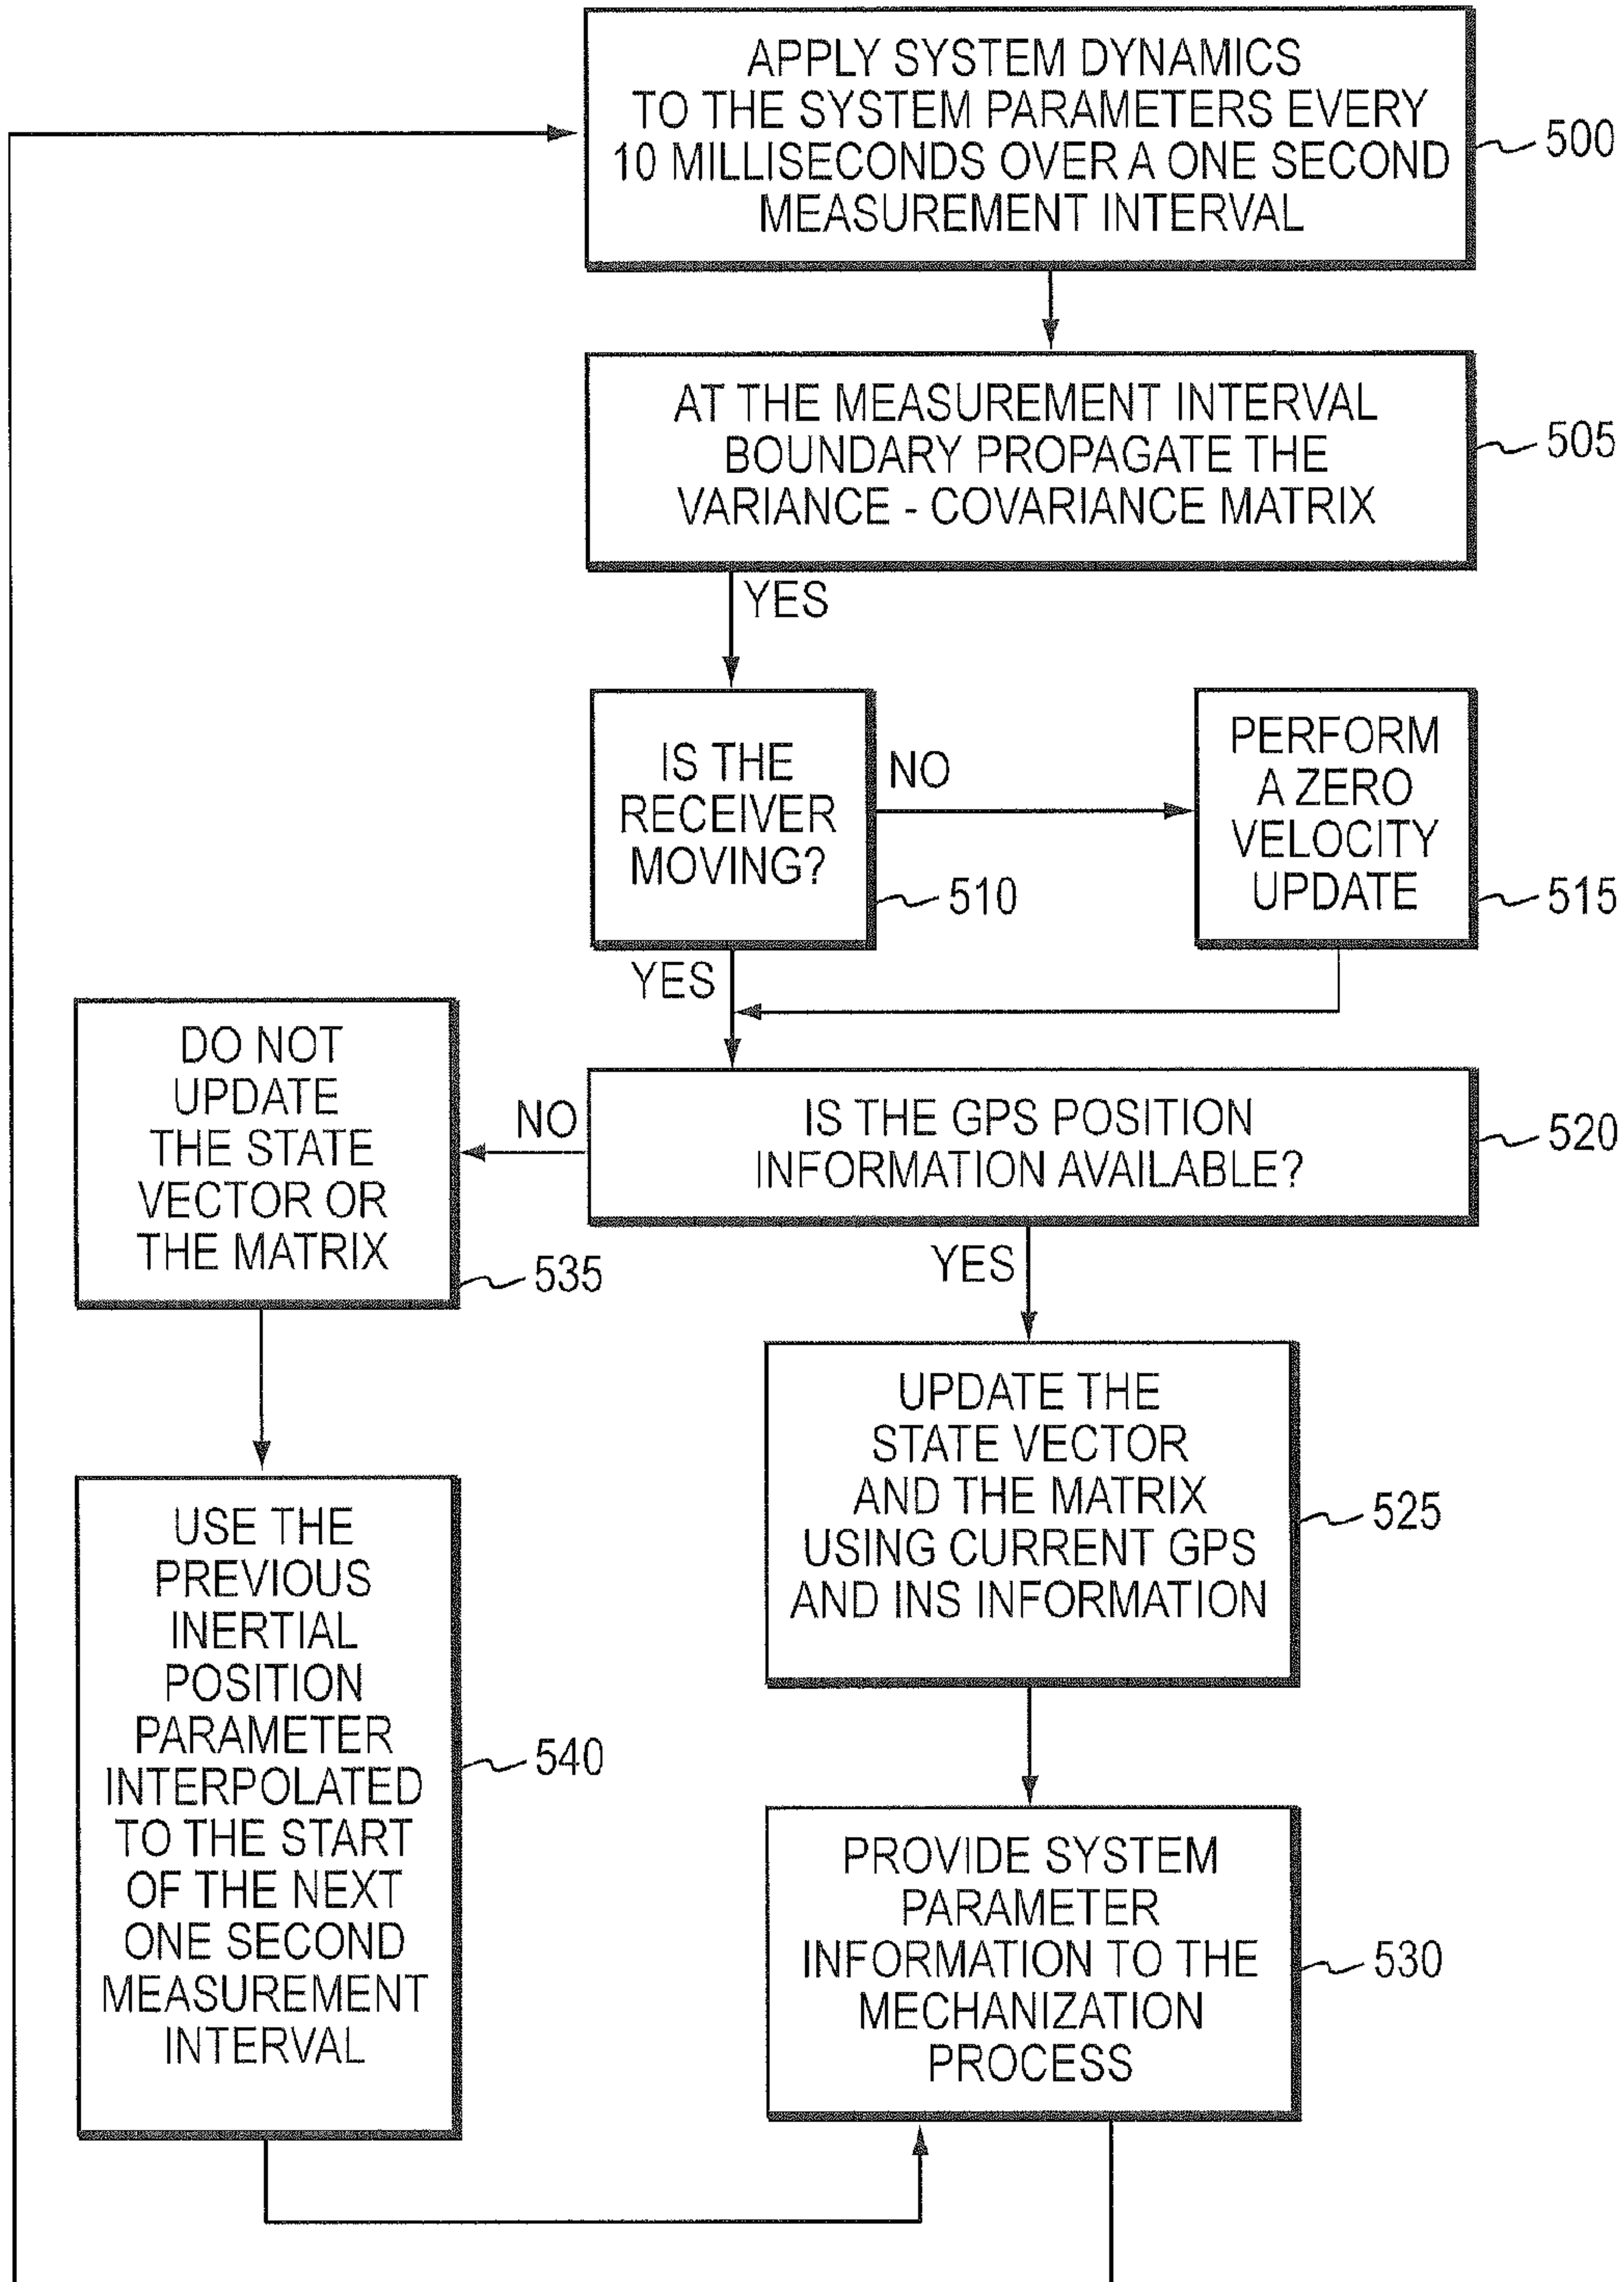 APPLY SYSTEM DYNAMICS
TO THE SYSTEM PARAMETERS EVERY
10 MILLISECONDS OVER A ONE SECOND
MEASUREMENT INTERVAL
500
AT THE MEASUREMENT INTERVAL
BOUNDARY PROPAGATE THE
VARIANCE - COVARIANCE MATRIX
505
YES
IS THE
RECEIVER
MOVING?
510
NO
PERFORM
A ZERO
VELOCITY
UPDATE
515
YES
IS THE GPS POSITION
INFORMATION AVAILABLE?
520
NO
DO NOT
UPDATE
THE STATE
VECTOR OR
THE MATRIX
535
YES
UPDATE THE
STATE VECTOR
AND THE MATRIX
USING CURRENT GPS
AND INS INFORMATION
525
USE THE
PREVIOUS
INERTIAL
POSITION
PARAMETER
INTERPOLATED
TO THE START
OF THE NEXT
ONE SECOND
MEASUREMENT
INTERVAL
540
PROVIDE SYSTEM
PARAMETER
INFORMATION TO THE
MECHANIZATION
PROCESS
530